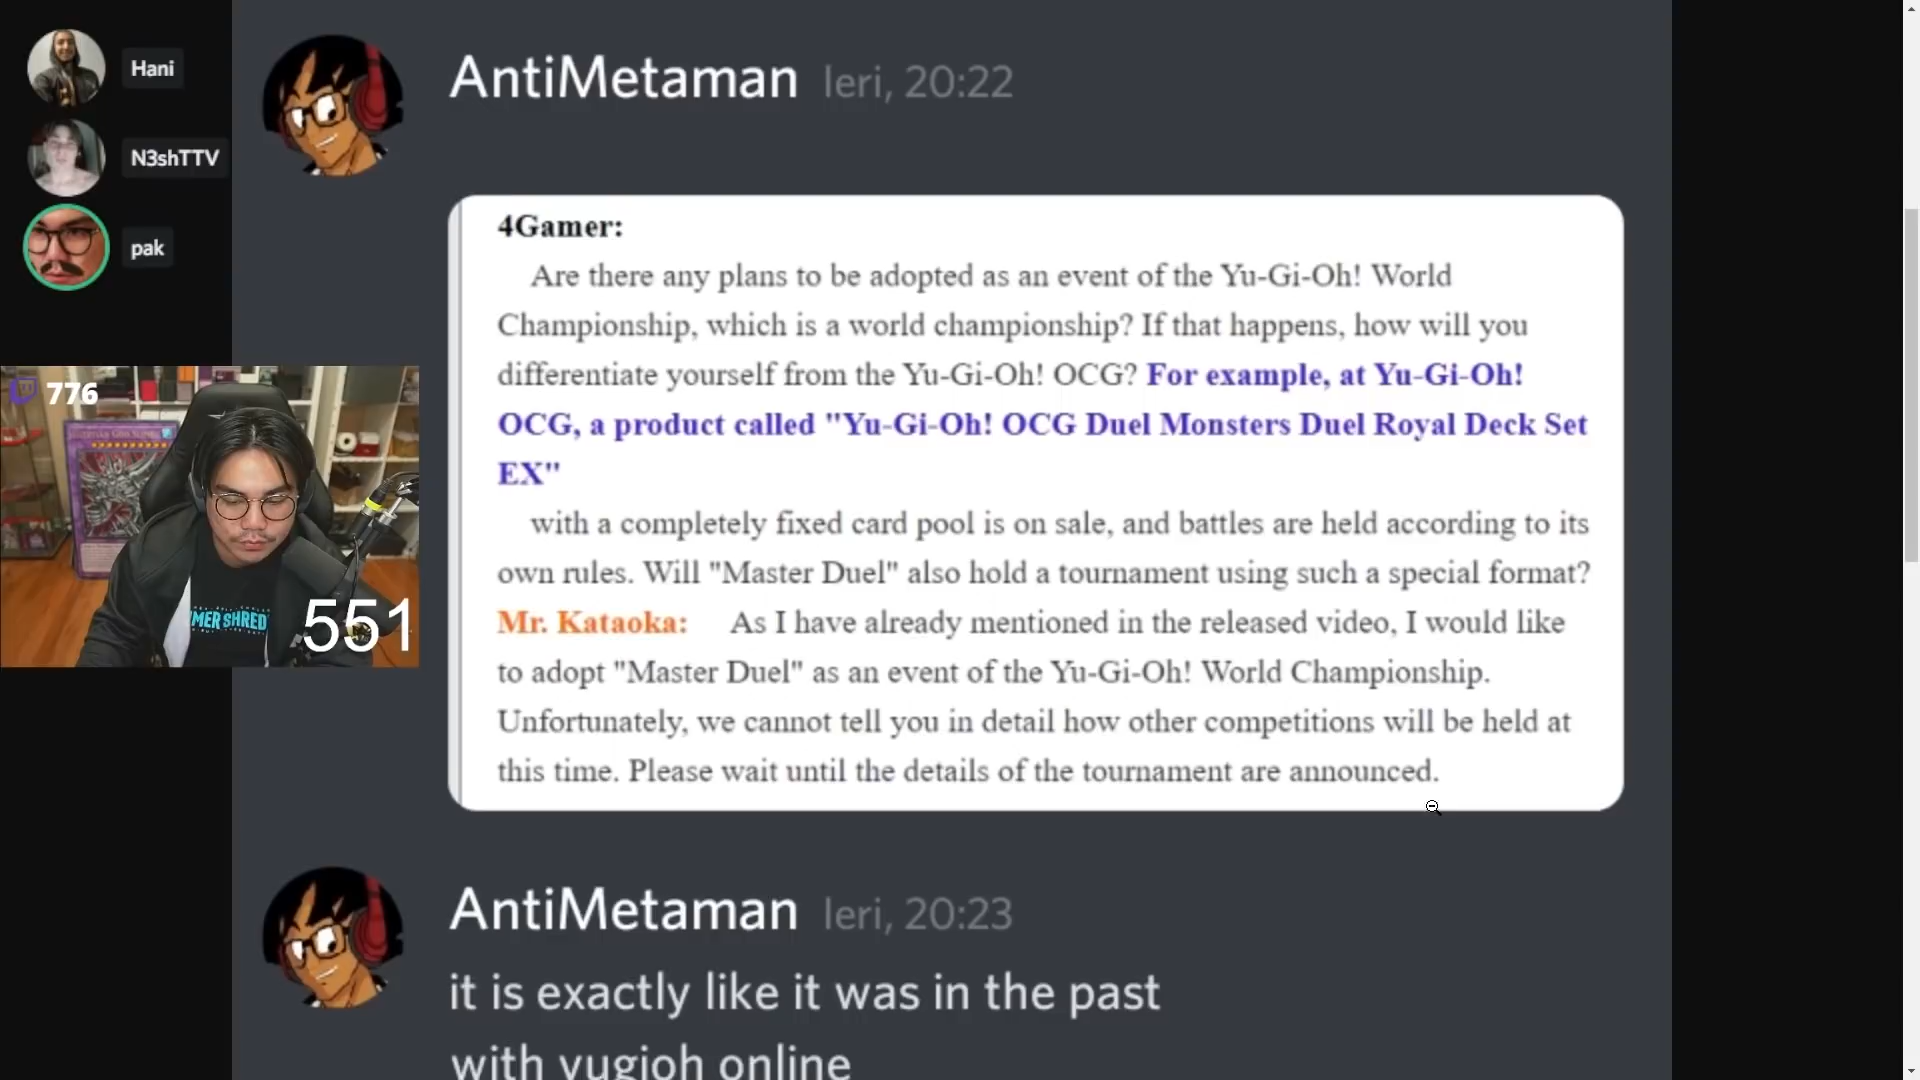 Hani
N3shTTV
pak
776
MER SHRED
551
AntiMetaman Ieri, 20:22
4Gamer:
Are there any plans to be adopted as an event of the Yu-Gi-Oh! World
Championship, which is a world championship? If that happens, how will you
differentiate yourself from the Yu-Gi-Oh! OCG? For example, at Yu-Gi-Oh!
OCG, a product called "Yu-Gi-Oh! OCG Duel Monsters Duel Royal Deck Set
EX"
with a completely fixed card pool is on sale, and battles are held according to its
own rules. Will "Master Duel" also hold a tournament using such a special format?
Mr. Kataoka: As I have already mentioned in the released video, I would like
to adopt "Master Duel" as an event of the Yu-Gi-Oh! World Championship.
Unfortunately, we cannot tell you in detail how other competitions will be held at
this time. Please wait until the details of the tournament are announced.
AntiMetaman Ieri, 20:23
it is exactly like it was in the past
with yugioh online